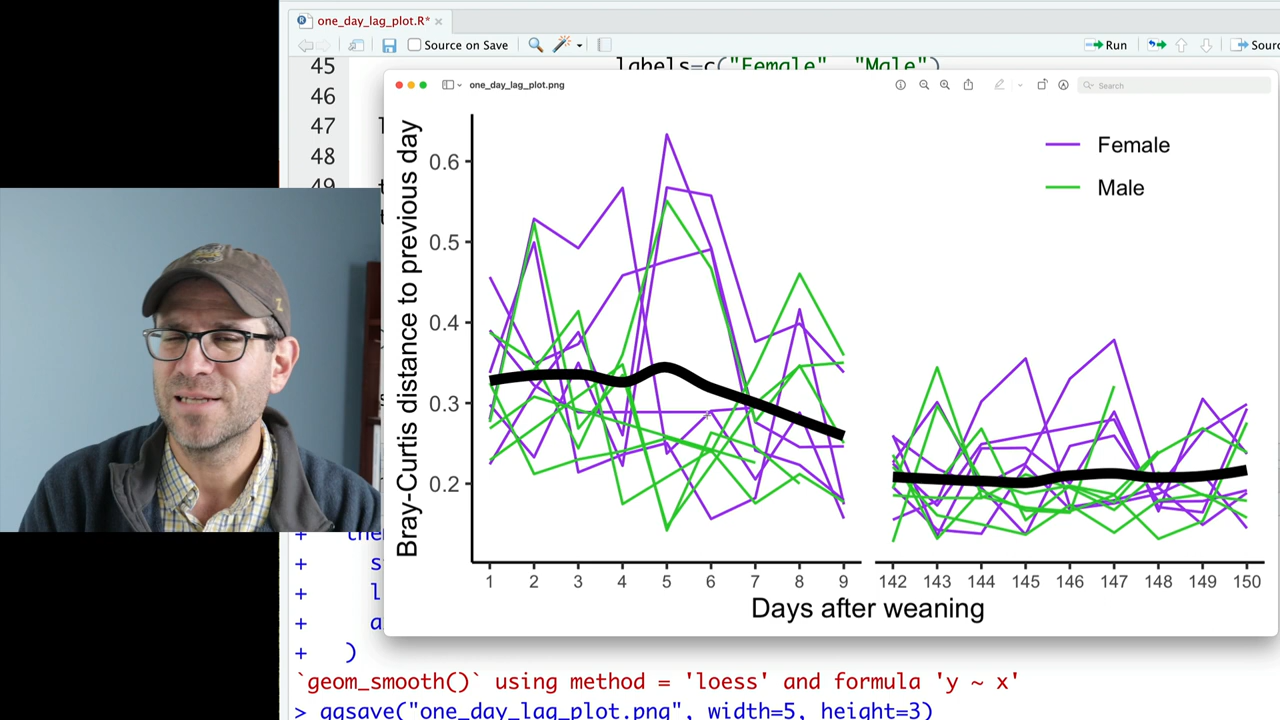 one_day_lag_plot.R*
Source on Save
Run
Sourc
45 labels=c("Female", "Male")
46
47
48
49
one_day_lag_plot.png
Search
Bray-Curtis distance to previous day
0.6
0.5
0.4
0.3
0.2
Female
Male
1 2 3 4 5 6 7 8 9 142 143 144 145 146 147 148 149 150
Days after weaning
+ the
+ s
+ l
+ a
+ )
`geom_smooth()` using method = 'loess' and formula 'y ~ x'
> ggsave("one_day_lag_plot.png", width=5, height=3)